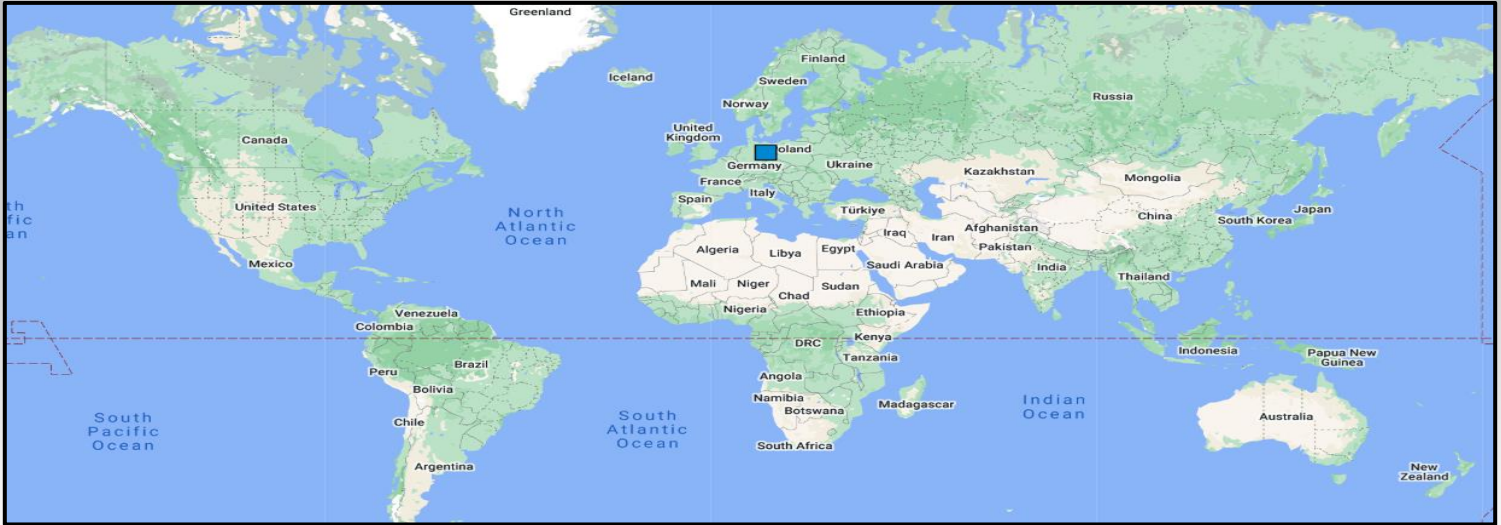 Greenland
Finland
Iceland
Sweden
Russia
Norway
United
Kingdom
Canada
oland
Germany
Ukraine
Kazakhstan
Mongolia
France
Italy
Spain
United States
th
fic
an
North
Atlantic
Ocean
Türkiye
Japan
South Korea
China
Afghanistan
Iraq
Iran
Pakistan
Algeria
Libya
Egypt
Saudi Arabia
Mexico
India
Thailand
Mali
Niger
Chad
Sudan
Nigeria
Ethiopia
Venezuela
Colombia
Kenya
DRC
Tanzania
Indonesia
Papua New
Guinea
Peru
Brazil
Bolivia
Angola
Namibia
Botswana
Madagascar
Indian
Ocean
South
Pacific
Ocean
Chile
South
Atlantic
Ocean
Australia
South Africa
Argentina
New
Zealand